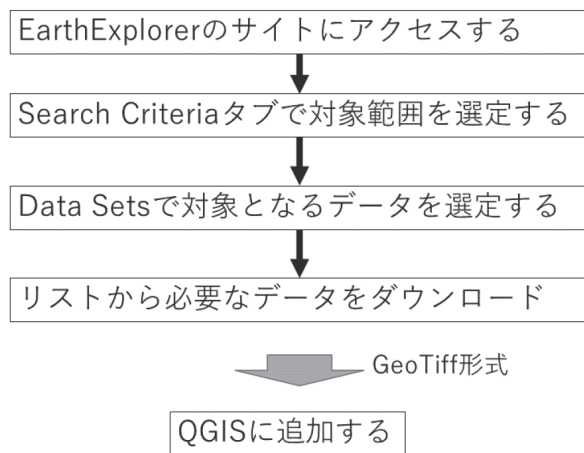 EarthExplorerのサイトにアクセスする
Search Criteriaタブで対象範囲を選定する
Data Setsで対象となるデータを選定する
リストから必要なデータをダウンロード
GeoTiff形式
QGISに追加する